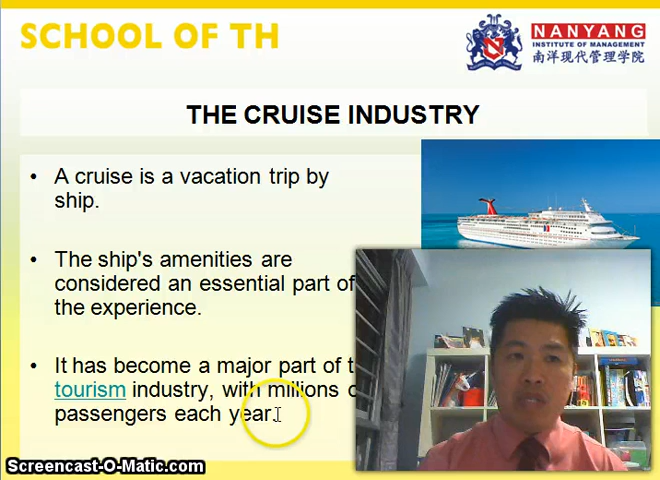 SCHOOL OF TH
NANYANG
INSTITUTE OF MANAGEMENT
南洋现代管理学院
THE CRUISE INDUSTRY
• A cruise is a vacation trip by
ship.
• The ship's amenities are
considered an essential part of
the experience.
• It has become a major part of t
tourism industry, with millions o
passengers each year.
Screencast-O-Matic.com